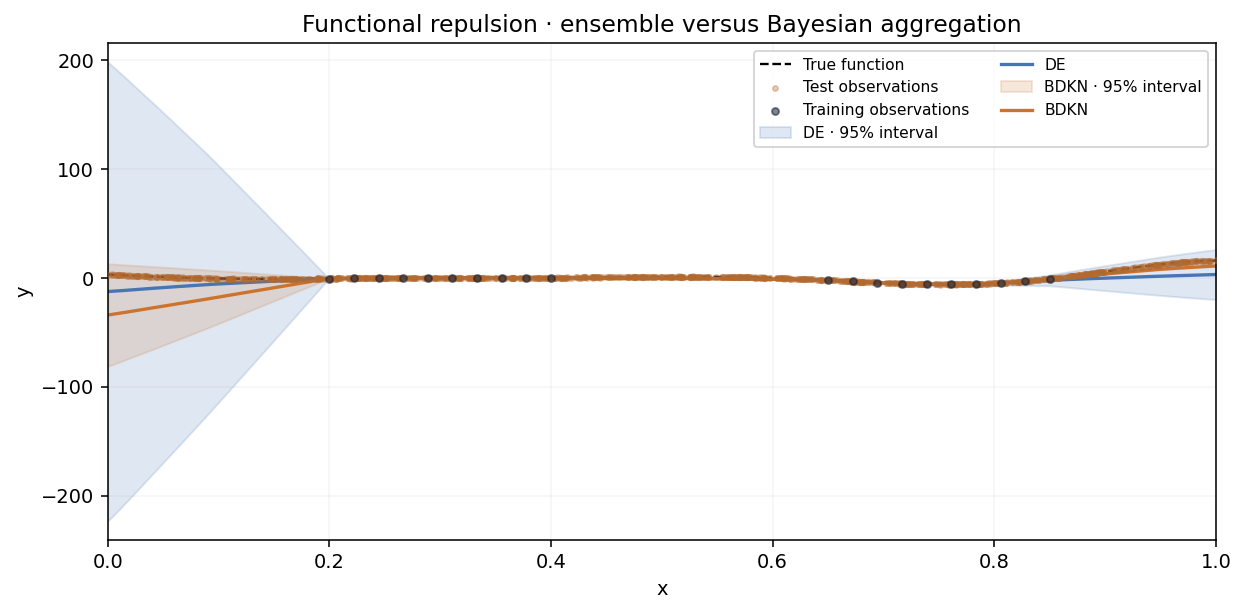 Functional repulsion · ensemble versus Bayesian aggregation
200
100
0
−100
−200
y
True function
Test observations
Training observations
DE · 95% interval
DE
BDKN · 95% interval
BDKN
0.0 0.2 0.4 0.6 0.8 1.0
x